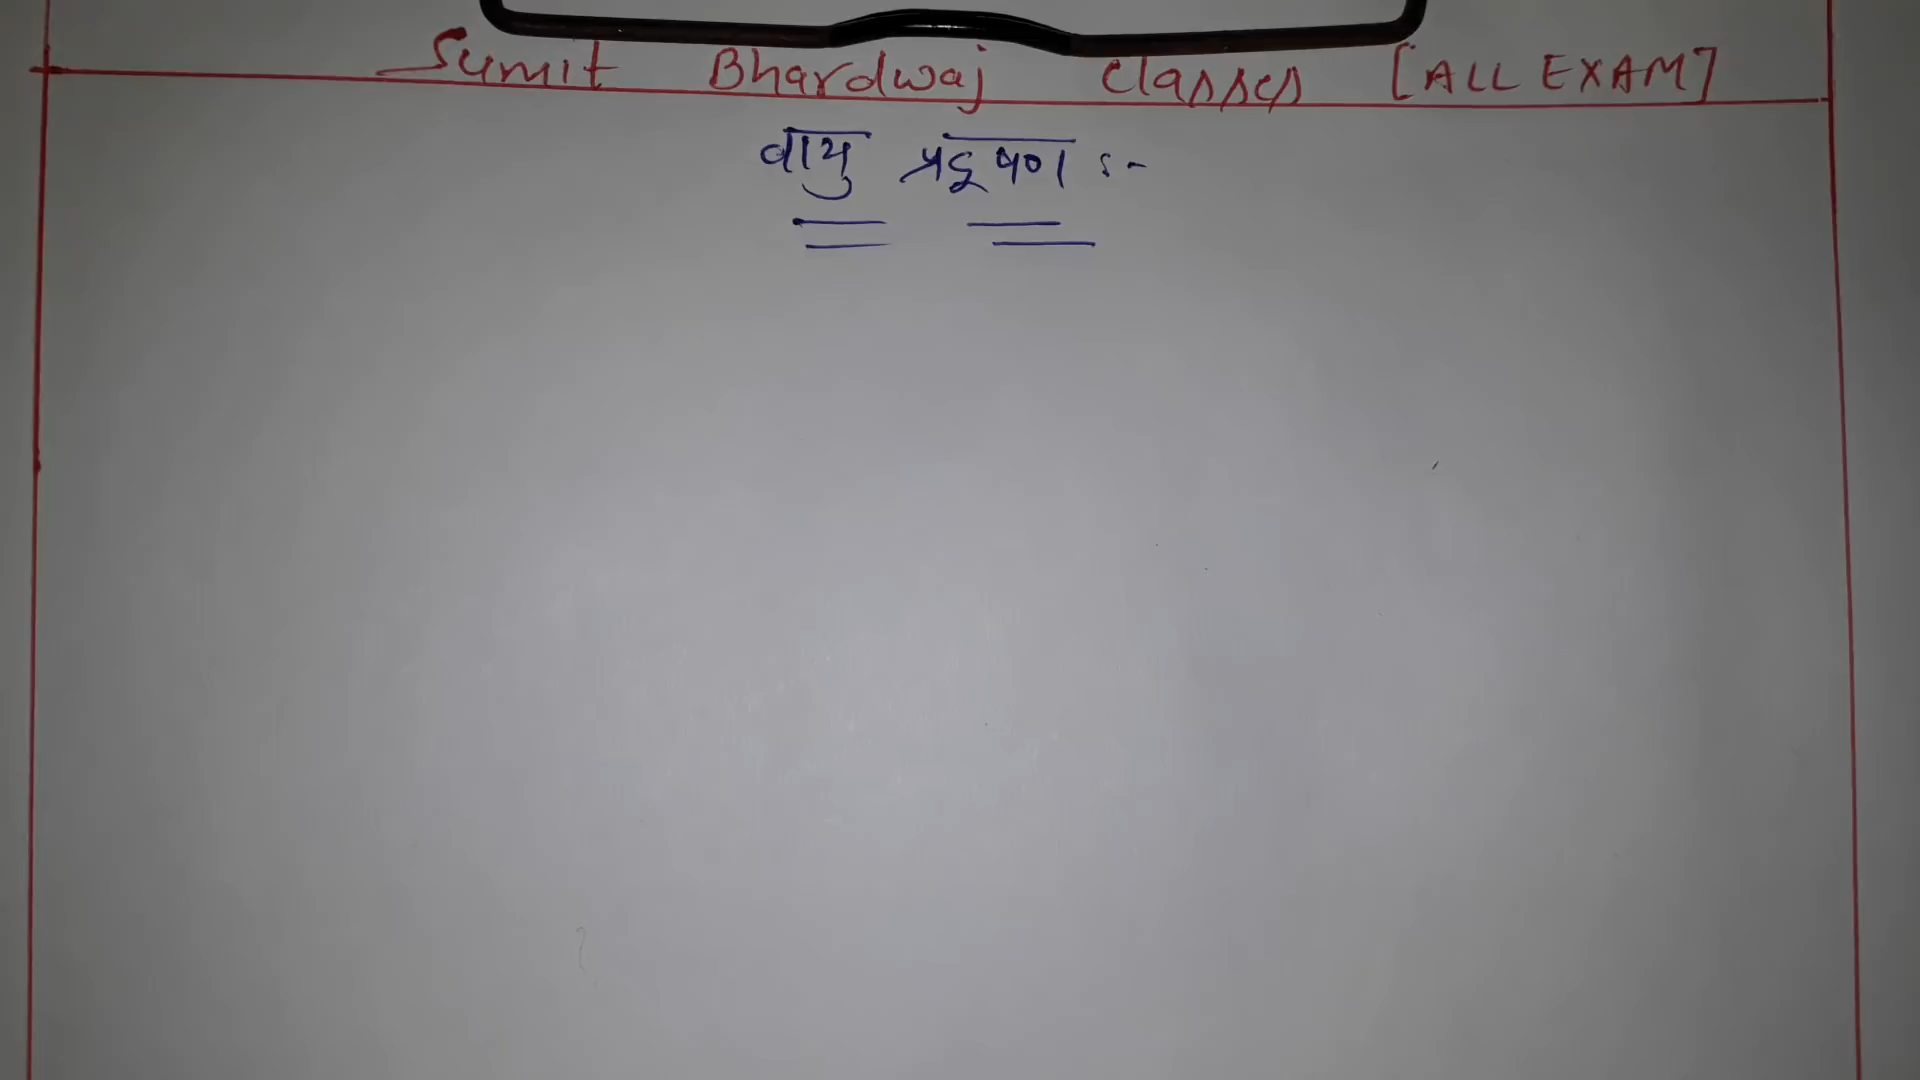 Sumit Bhardwaj Classes [ALL EXAM]
वायु प्रदूषण :-